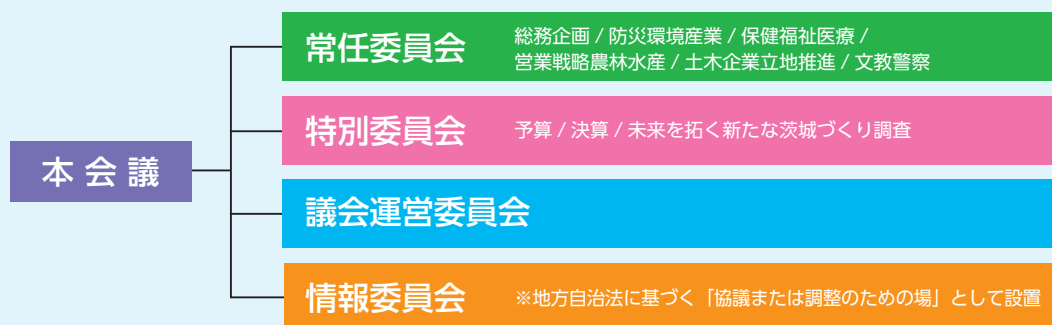 本会議
常任委員会
総務企画 / 防災環境産業 / 保健福祉医療 /
営業戦略農林水産 / 土木企業立地推進 / 文教警察
特別委員会
予算 / 決算 / 未来を拓く新たな茨城づくり調査
議会運営委員会
情報委員会
※地方自治法に基づく「協議または調整のための場」として設置